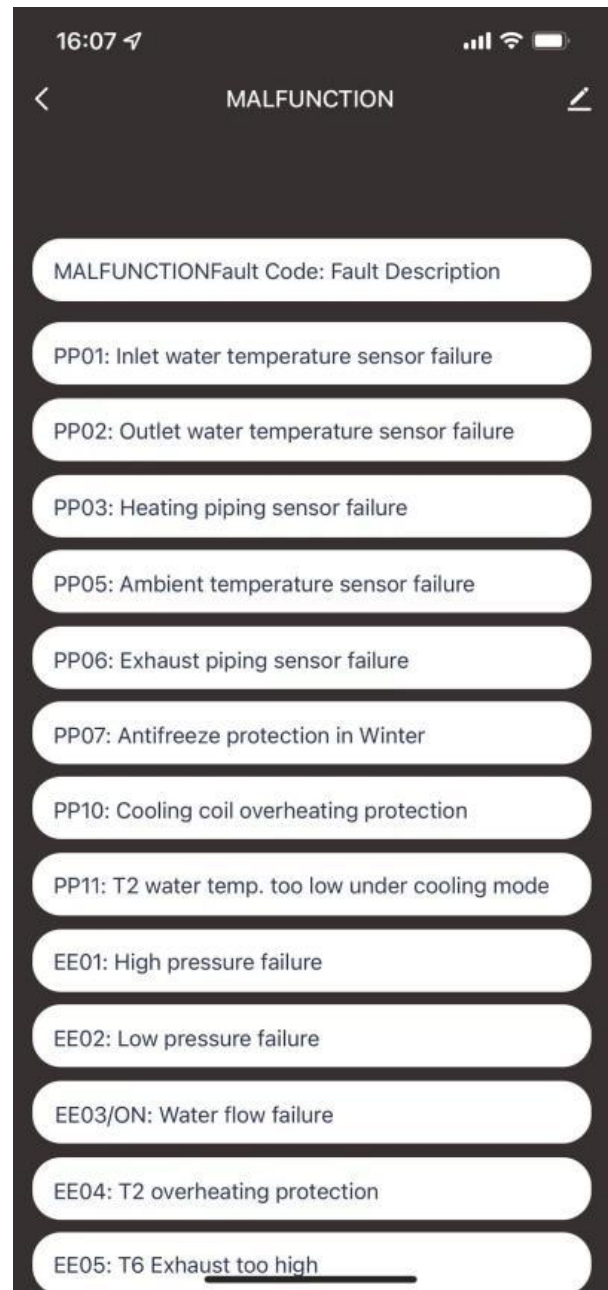 16:07
MALFUNCTION
MALFUNCTIONFault Code: Fault Description
PP01: Inlet water temperature sensor failure
PP02: Outlet water temperature sensor failure
PP03: Heating piping sensor failure
PP05: Ambient temperature sensor failure
PP06: Exhaust piping sensor failure
PP07: Antifreeze protection in Winter
PP10: Cooling coil overheating protection
PP11: T2 water temp. too low under cooling mode
EE01: High pressure failure
EE02: Low pressure failure
EE03/ON: Water flow failure
EE04: T2 overheating protection
EE05: T6 Exhaust too high